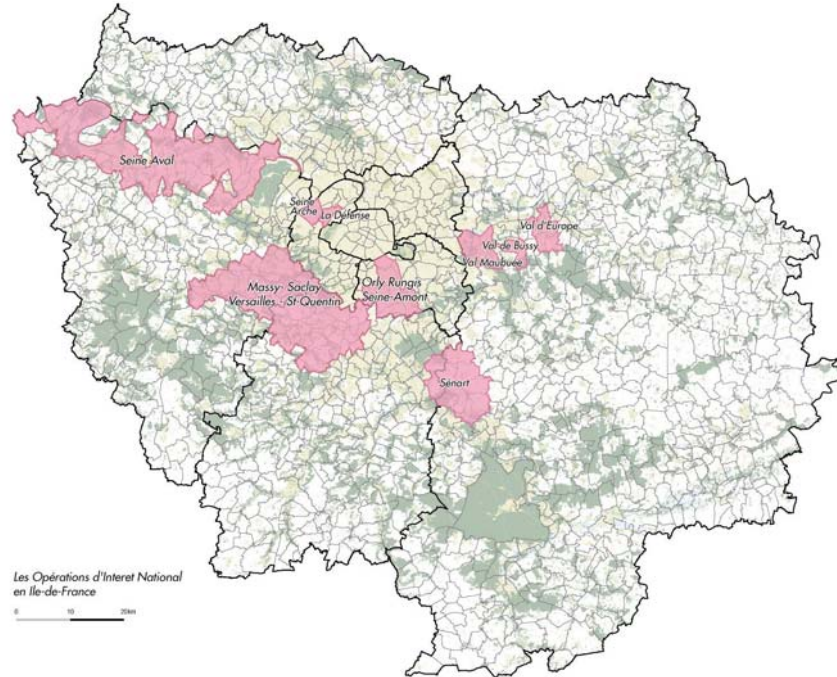 Seine Aval
Seine
Arche
La Défense
Val d'Europe
Val de Bussy
Val Maubuée
Massy- Saclay
Versailles - St-Quentin
Orly Rungis
Seine-Amont
Sénart
Les Opérations d'Interet National
en Ile-de-France
0 10 20km